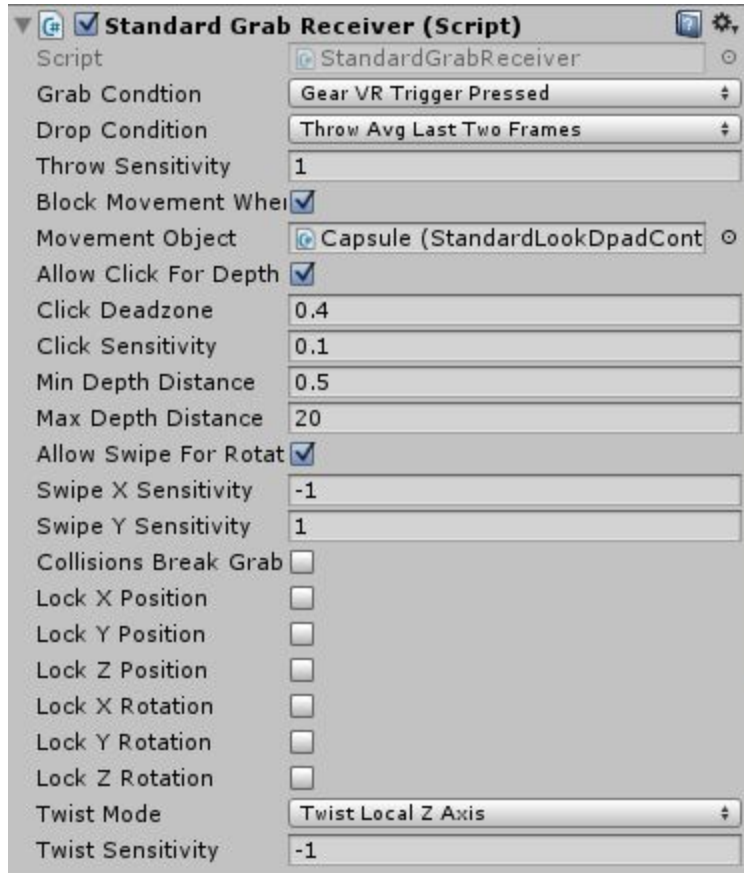 Standard Grab Receiver (Script)
Script StandardGrabReceiver
Grab Condtion Gear VR Trigger Pressed
Drop Condition Throw Avg Last Two Frames
Throw Sensitivity 1
Block Movement Whe
Movement Object Capsule (StandardLookDpadCont
Allow Click For Depth
Click Deadzone 0.4
Click Sensitivity 0.1
Min Depth Distance 0.5
Max Depth Distance 20
Allow Swipe For Rotat
Swipe X Sensitivity -1
Swipe Y Sensitivity 1
Collisions Break Grab
Lock X Position
Lock Y Position
Lock Z Position
Lock X Rotation
Lock Y Rotation
Lock Z Rotation
Twist Mode Twist Local Z Axis
Twist Sensitivity -1